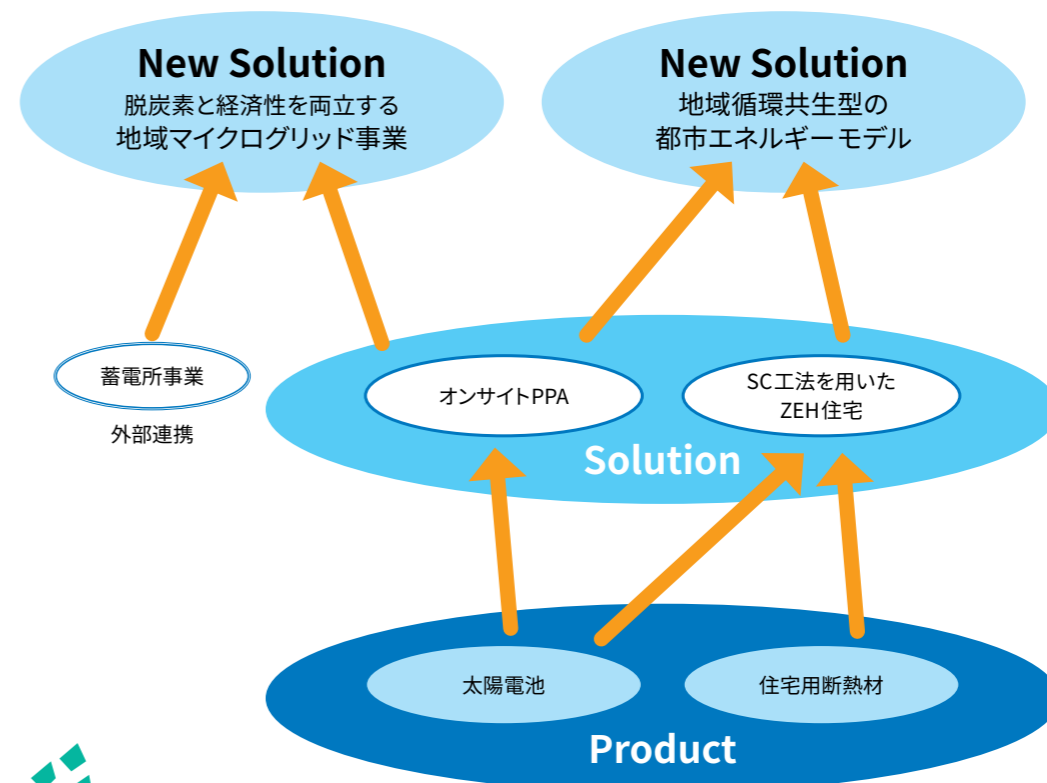 New Solution
脱炭素と経済性を両立する
地域マイクログリッド事業
New Solution
地域循環共生型の
都市エネルギーモデル
蓄電所事業
外部連携
オンサイトPPA
SC工法を用いた
ZEH住宅
Solution
太陽電池
住宅用断熱材
Product